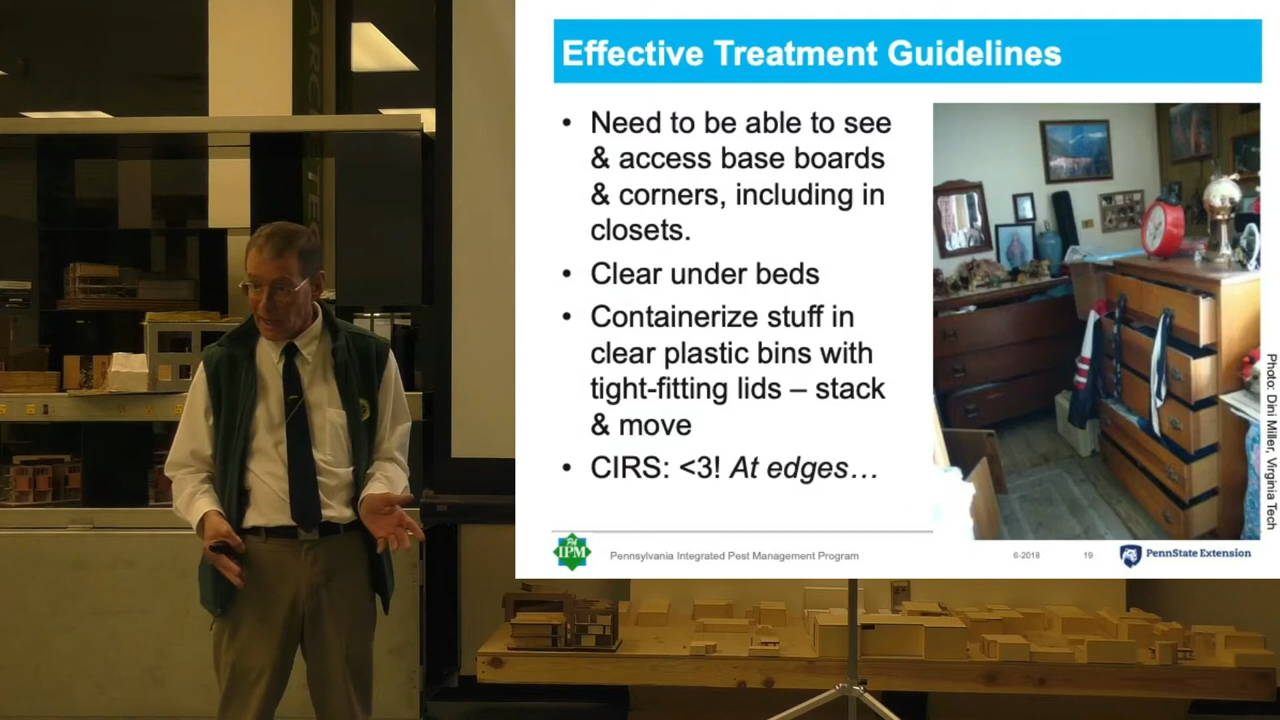 Effective Treatment Guidelines
• Need to be able to see
& access base boards
& corners, including in
closets.
• Clear under beds
• Containerize stuff in
clear plastic bins with
tight-fitting lids – stack
& move
• CIRS: <3! At edges…
Photo: Dini Miller, Virginia Tech
PA
IPM
Pennsylvania Integrated Pest Management Program
6-2018
19
PennState Extension